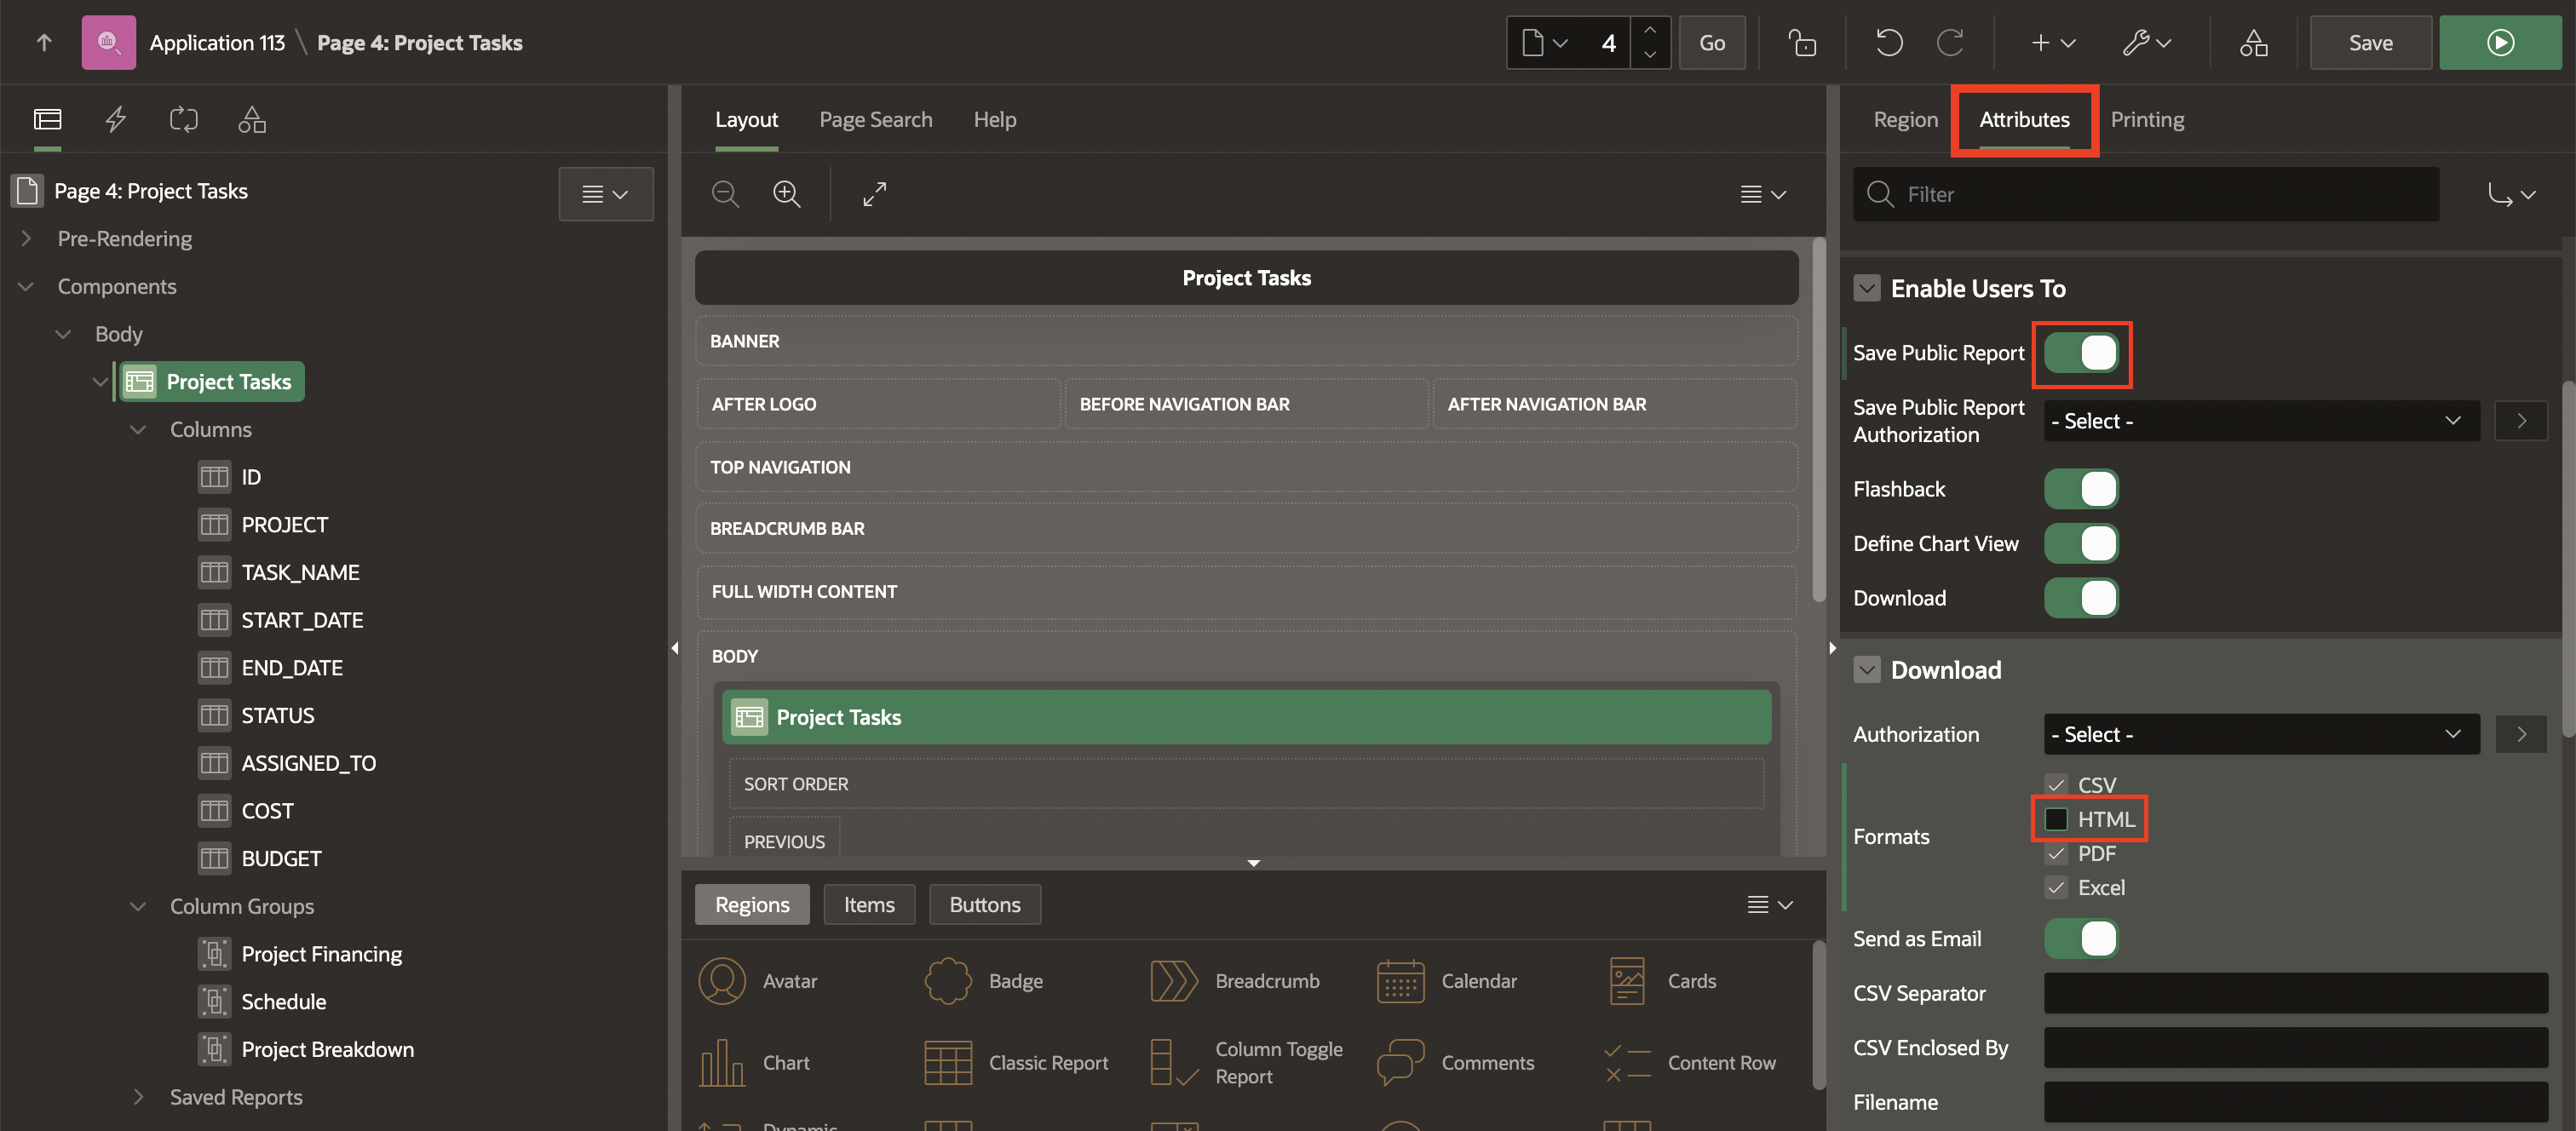 Application 113 \ Page 4: Project Tasks
4
Go
Save
Page 4: Project Tasks
Pre-Rendering
Components
Body
Project Tasks
Columns
ID
PROJECT
TASK_NAME
START_DATE
END_DATE
STATUS
ASSIGNED_TO
COST
BUDGET
Column Groups
Project Financing
Schedule
Project Breakdown
Saved Reports
Layout Page Search Help
Project Tasks
BANNER
AFTER LOGO BEFORE NAVIGATION BAR AFTER NAVIGATION BAR
TOP NAVIGATION
BREADCRUMB BAR
FULL WIDTH CONTENT
BODY
Project Tasks
SORT ORDER
PREVIOUS
Regions Items Buttons
Avatar Badge Breadcrumb Calendar Cards
Chart Classic Report Column Toggle
Report Comments Content Row
Dynamic
Region Attributes Printing
Filter
Enable Users To
Save Public Report
Save Public Report
Authorization - Select -
Flashback
Define Chart View
Download
Download
Authorization - Select -
Formats
CSV
HTML
PDF
Excel
Send as Email
CSV Separator
CSV Enclosed By
Filename